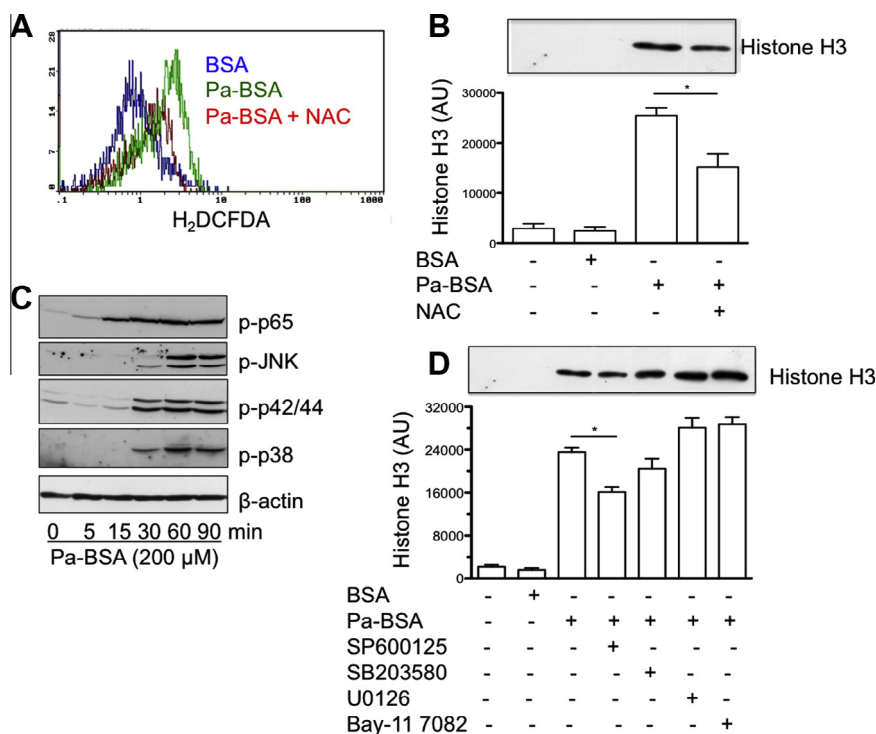 A
28
21
14
7
0
BSA
Pa-BSA
Pa-BSA + NAC
.1 1 10 100 1000
H₂DCFDA
B
Histone H3
Histone H3 (AU)
30000
20000
10000
0
*
BSA - + - -
Pa-BSA - - + +
NAC - - - +
C
p-p65
p-JNK
p-p42/44
p-p38
β-actin
0 5 15 30 60 90 min
Pa-BSA (200 µM)
D
Histone H3
Histone H3 (AU)
32000
24000
16000
8000
0
*
BSA - + - - - - -
Pa-BSA - - + + + + +
SP600125 - - - + - - -
SB203580 - - - - + - -
U0126 - - - - - + -
Bay-11 7082 - - - - - - +